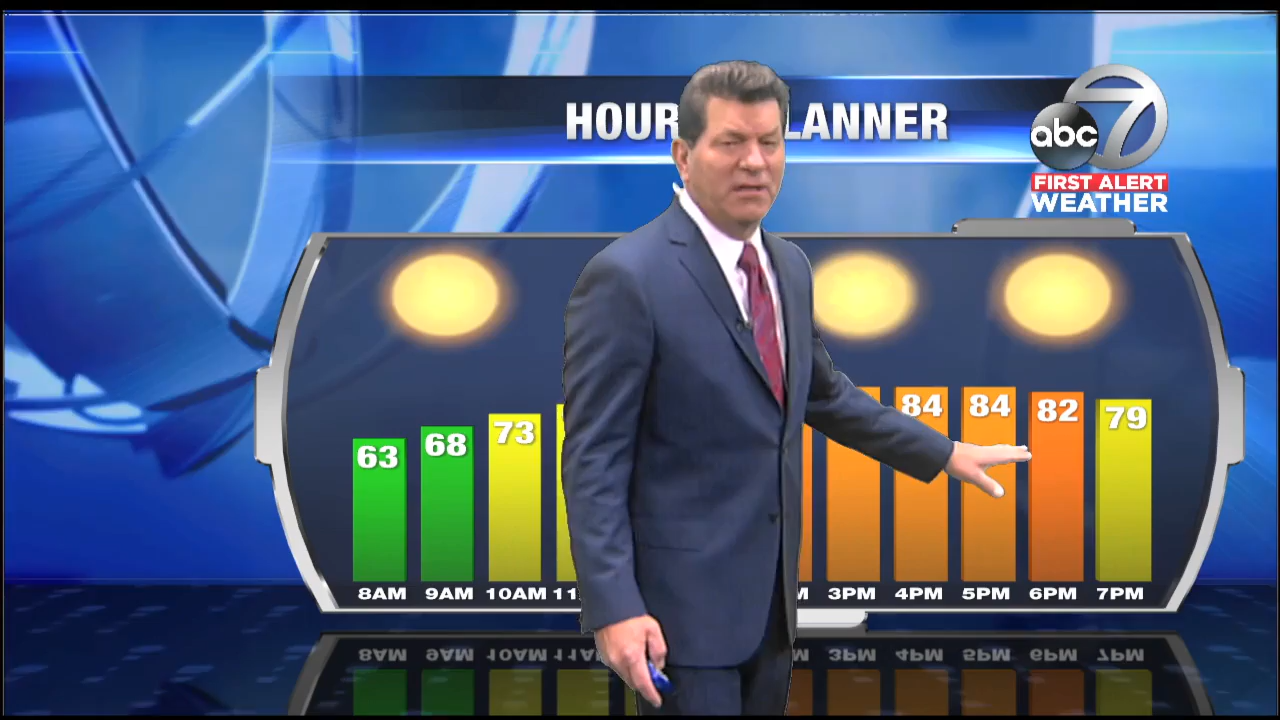 HOUR LANNER
abc 7
FIRST ALERT
WEATHER
63 68 73 84 84 82 79
8AM 9AM 10AM 11 M 3PM 4PM 5PM 6PM 7PM